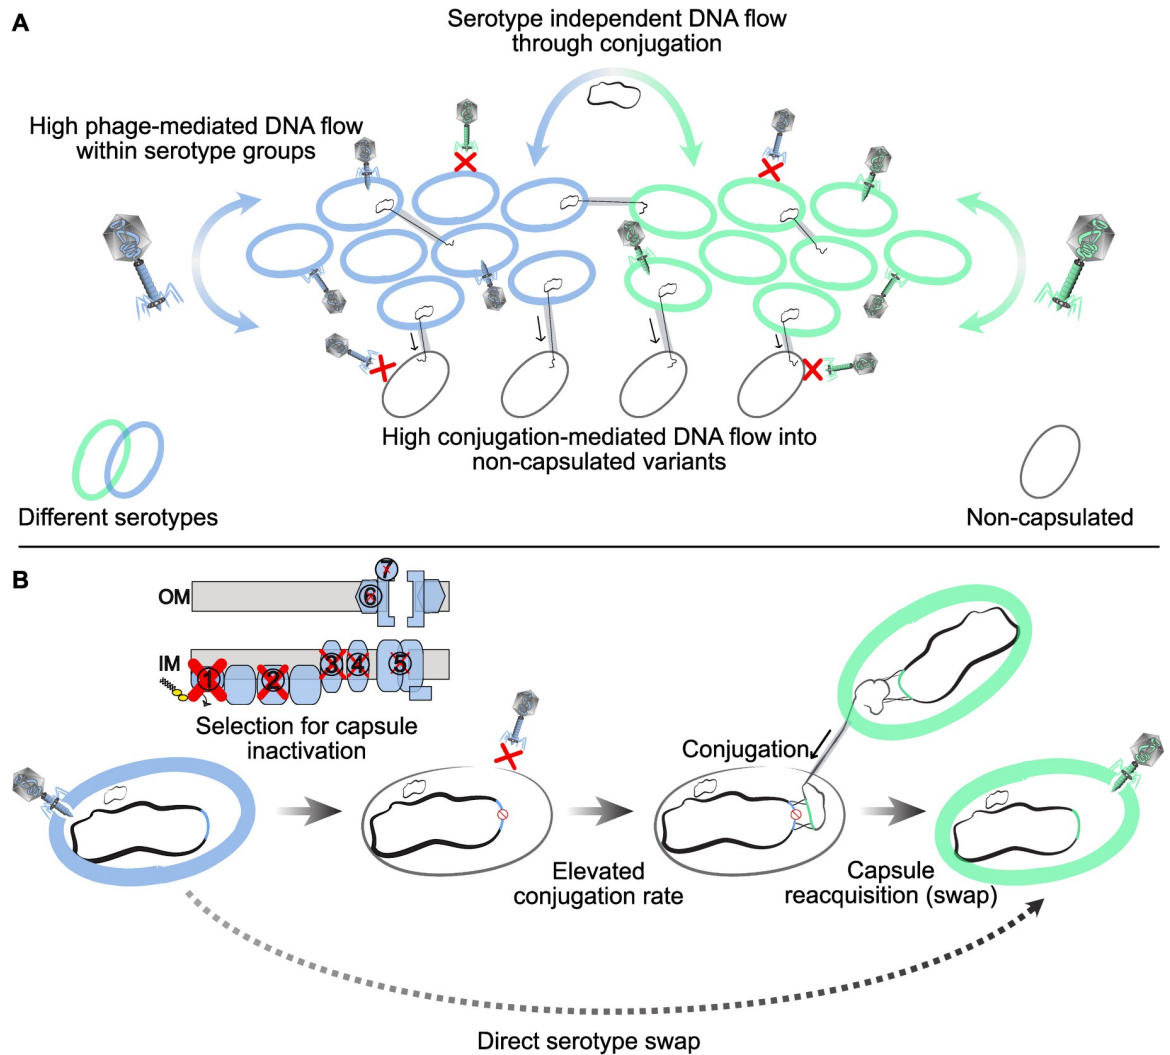 A
Serotype independent DNA flow
through conjugation
High phage-mediated DNA flow
within serotype groups
High conjugation-mediated DNA flow into
non-capsulated variants
Different serotypes
Non-capsulated
B
OM
7
6
IM
1
2
3
4
5
Selection for capsule
inactivation
Conjugation
Elevated
conjugation rate
Capsule
reacquisition (swap)
Direct serotype swap